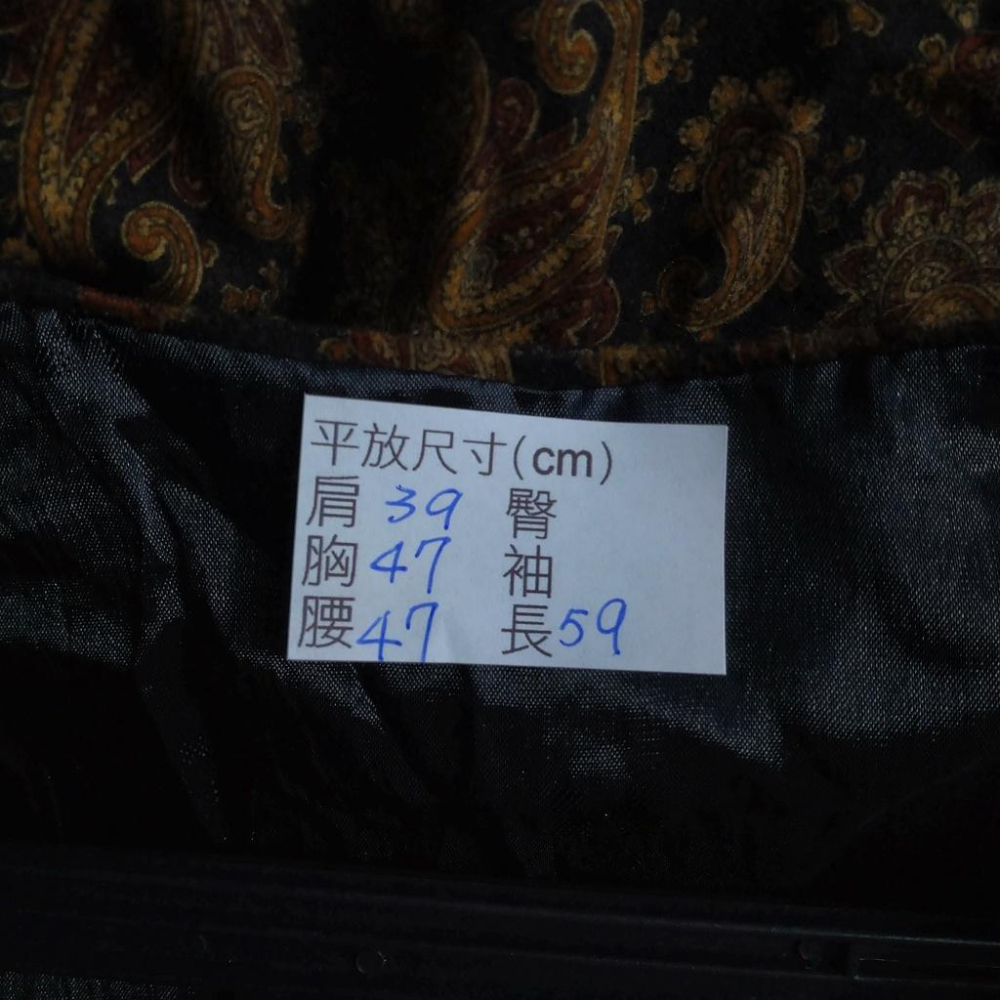 平放尺寸(cm)
肩 39 臀
胸 47 袖
腰 47 長 59